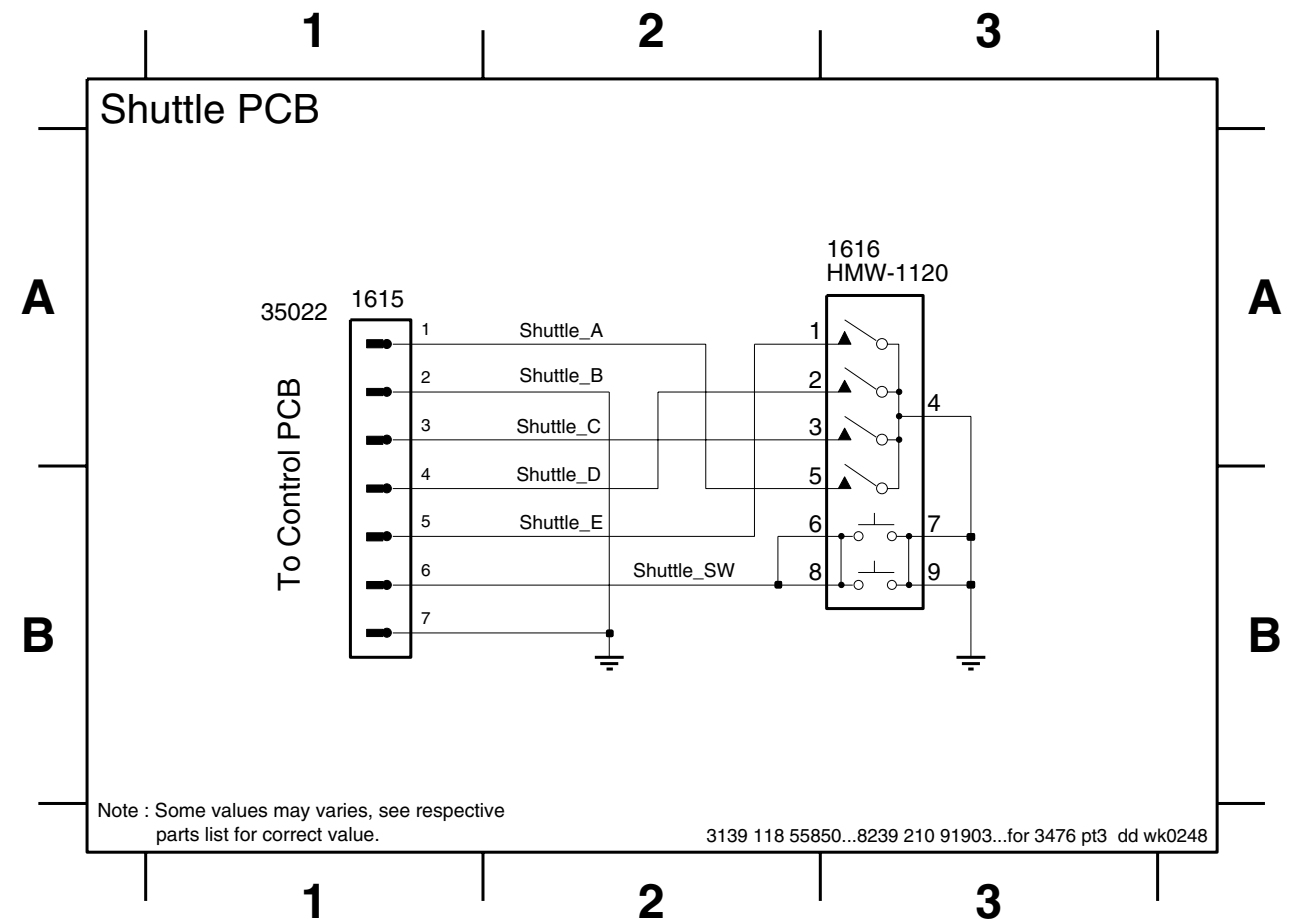 1 2 3
Shuttle PCB
A A
B B
1616
HMW-1120
35022 1615
To Control PCB
1 Shuttle_A 1
2 Shuttle_B 2
4
3 Shuttle_C 3
4 Shuttle_D 5
5 Shuttle_E 6 7
6 Shuttle_SW 8 9
7
Note : Some values may varies, see respective
parts list for correct value.
3139 118 55850...8239 210 91903...for 3476 pt3 dd wk0248
1 2 3